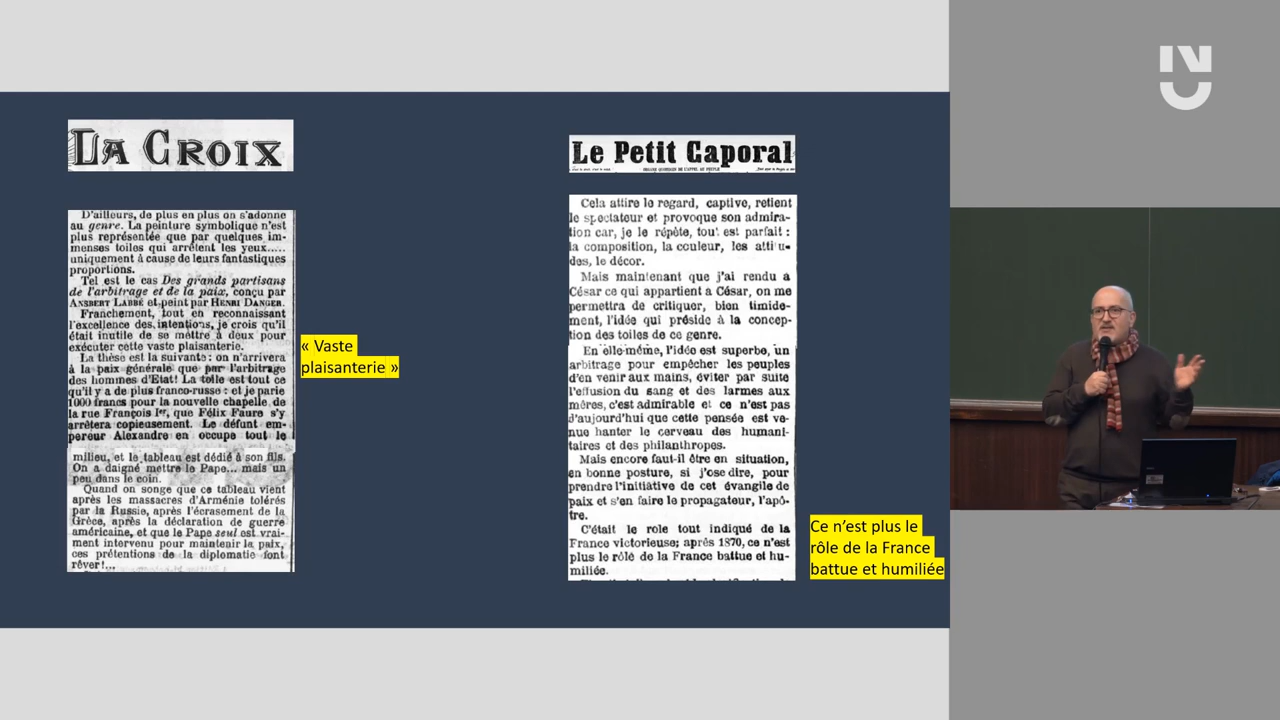 LA CROIX
D'ailleurs, de plus en plus on s'adonne
au genre. La peinture symbolique n'est
plus représentée que par quelques im-
menses toiles qui arrêtent les yeux.....
uniquement à cause de leurs fantastiques
proportions.
Tel est le cas Des grands partisans
de l'arbitrage et de la paix, conçu par
ANSBERT LABBÉ et peint par HENRI DANGER.
Franchement, tout en reconnaissant
l'excellence des intentions, je crois qu'il
était inutile de se mettre à deux pour
exécuter cette vaste plaisanterie.
La thèse est la suivante: on n'arrivera
à la paix générale que par l'arbitrage
des hommes d'Etat! La toile est tout ce
qu'il y a de plus franco-russe : et je parie
1000 francs pour la nouvelle chapelle de
la rue François Ier, que Félix Faure s'y
arrêtera copieusement. Le défunt em-
pereur Alexandre en occupe tout le
milieu, et le tableau est dédié à son fils.
On a daigné mettre le Pape... mais un
peu dans le coin.
Quand on songe que ce tableau vient
après les massacres d'Arménie tolérés
par la Russie, après l'écrasement de la
Grèce, après la déclaration de guerre
américaine, et que le Pape seul est vrai-
ment intervenu pour maintenir la paix,
ces prétentions de la diplomatie font
rêver!...
« Vaste
plaisanterie »
Le Petit Caporal
ORGANE QUOTIDIEN DE L'APPEL AU PEUPLE
Cela attire le regard, captive, retient
le spectateur et provoque son admira-
tion car, je le répète, tout est parfait :
la composition, la couleur, les attitu-
des, le décor.
Mais maintenant que j'ai rendu a
César ce qui appartient a César, on me
permettra de critiquer, bien timide-
ment, l'idée qui préside à la concep-
tion des toiles de ce genre.
En elle-même, l'idée est superbe, un
arbitrage pour empêcher les peuples
d'en venir aux mains, éviter par suite
l'effusion du sang et des larmes aux
mères, c'est admirable et ce n'est pas
d'aujourd'hui que cette pensée est ve-
nue hanter le cerveau des humani-
taires et des philanthropes.
Mais encore faut-il être en situation,
en bonne posture, si j'ose dire, pour
prendre l'initiative de cet évangile de
paix et s'en faire le propagateur, l'apô-
tre.
C'était le role tout indiqué de la
France victorieuse; après 1870, ce n'est
plus le rôle de la France battue et hu-
miliée.
Ce n'est plus le
rôle de la France
battue et humiliée